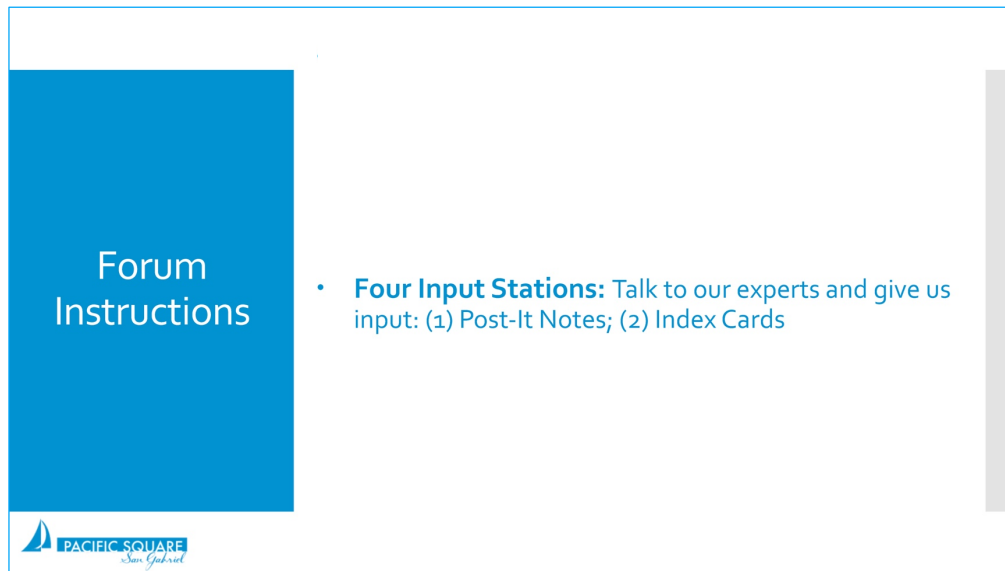 Forum
Instructions
• Four Input Stations: Talk to our experts and give us
input: (1) Post-It Notes; (2) Index Cards
PACIFIC SQUARE
San Gabriel